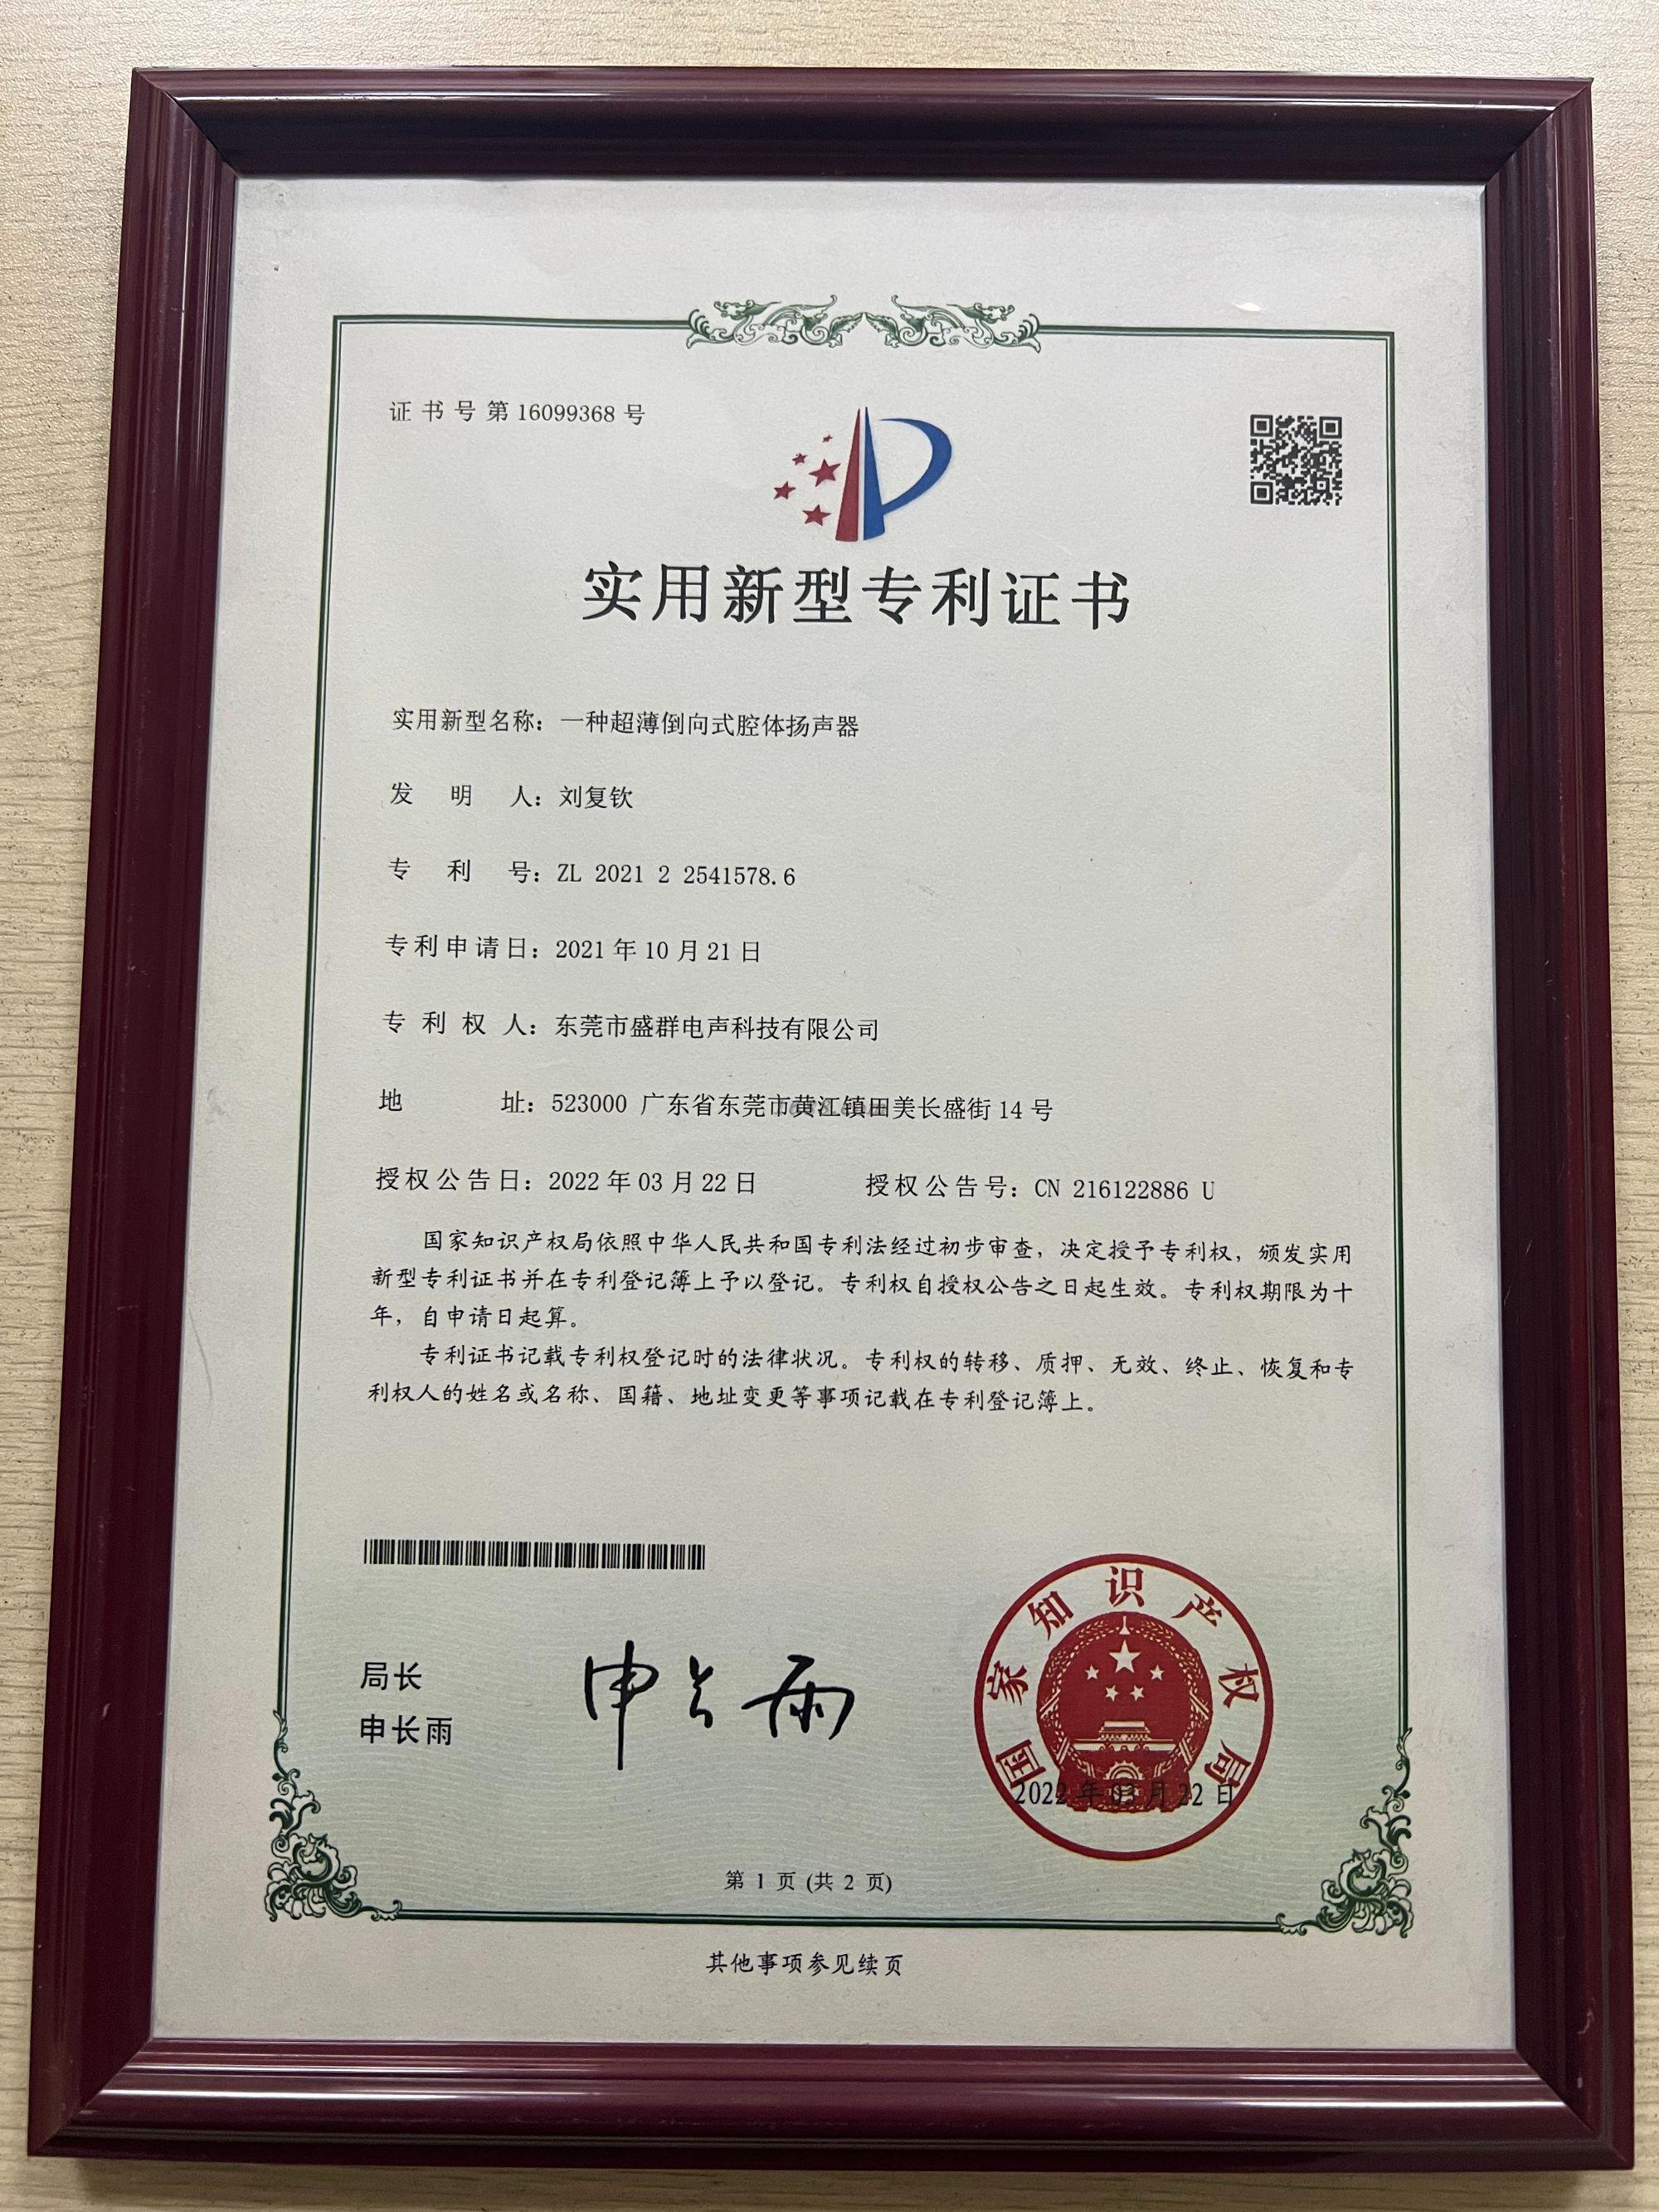 证书号第16099368号
实用新型专利证书
实用新型名称：一种超薄倒向式腔体扬声器
发明人：刘复钦
专利号：ZL 2021 2 2541578.6
专利申请日：2021年10月21日
专利权人：东莞市盛群电声科技有限公司
地址：523000 广东省东莞市黄江镇田美长盛街14号
授权公告日：2022年03月22日 授权公告号：CN 216122886 U
国家知识产权局依照中华人民共和国专利法经过初步审查，决定授予专利权，颁发实用
新型专利证书并在专利登记簿上予以登记。专利权自授权公告之日起生效。专利权期限为十
年，自申请日起算。
专利证书记载专利权登记时的法律状况。专利权的转移、质押、无效、终止、恢复和专
利权人的姓名或名称、国籍、地址变更等事项记载在专利登记簿上。
局长
申长雨
申长雨
国家知识产权局
2022年03月22日
第 1 页 (共 2 页)
其他事项参见续页